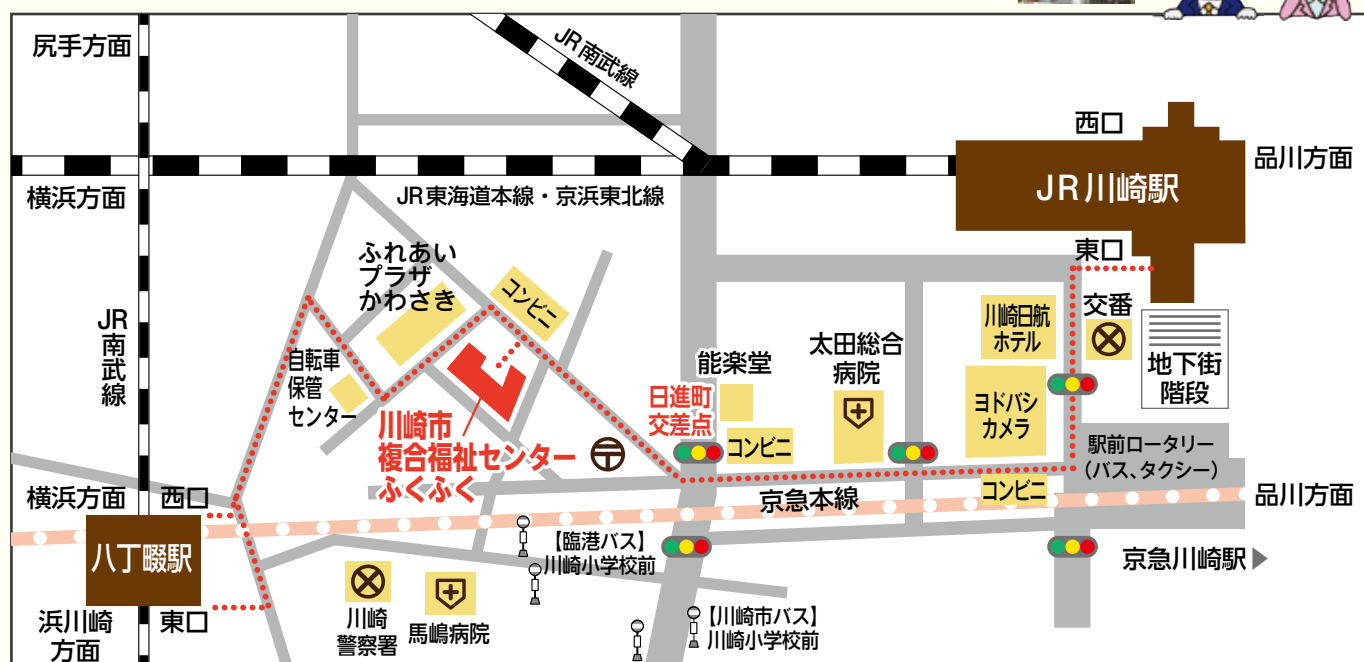 尻手方面
JR南武線
西口
品川方面
JR川崎駅
横浜方面
JR東海道本線・京浜東北線
東口
ふれあい
プラザ
かわさき
コンビニ
JR南武線
川崎日航
ホテル
交番
地下街
階段
自転車
保管
センター
能楽堂
太田総合
病院
日進町
交差点
ヨドバシ
カメラ
川崎市
複合福祉センター
ふくふく
コンビニ
駅前ロータリー
（バス、タクシー）
横浜方面
西口
京急本線
コンビニ
品川方面
八丁畷駅
【臨港バス】
川崎小学校前
京急川崎駅
浜川崎
方面
東口
川崎
警察署
馬嶋病院
【川崎市バス】
川崎小学校前